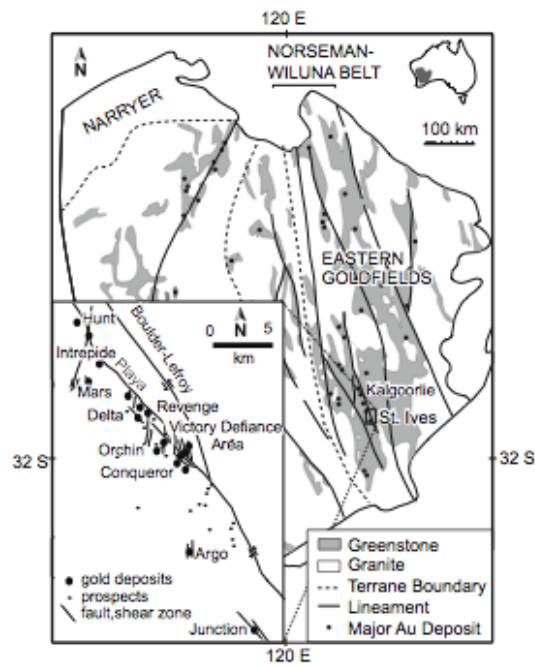 120 E
N
NORSEMAN-
WILUNA BELT
NARRYER
100 km
EASTERN
GOLDFIELDS
Kalgoorlie
St. Ives
32 S
32 S
Hunt
Intrepide
Mars
Playa
Boulder-Lefroy
N
0 5
km
Delta
Revenge
Victory Defiance
Aréa
Orchin
Conqueror
Argo
Junction
gold deposits
prospects
fault,shear zone
Greenstone
Granite
Terrane Boundary
Lineament
Major Au Deposit
120 E